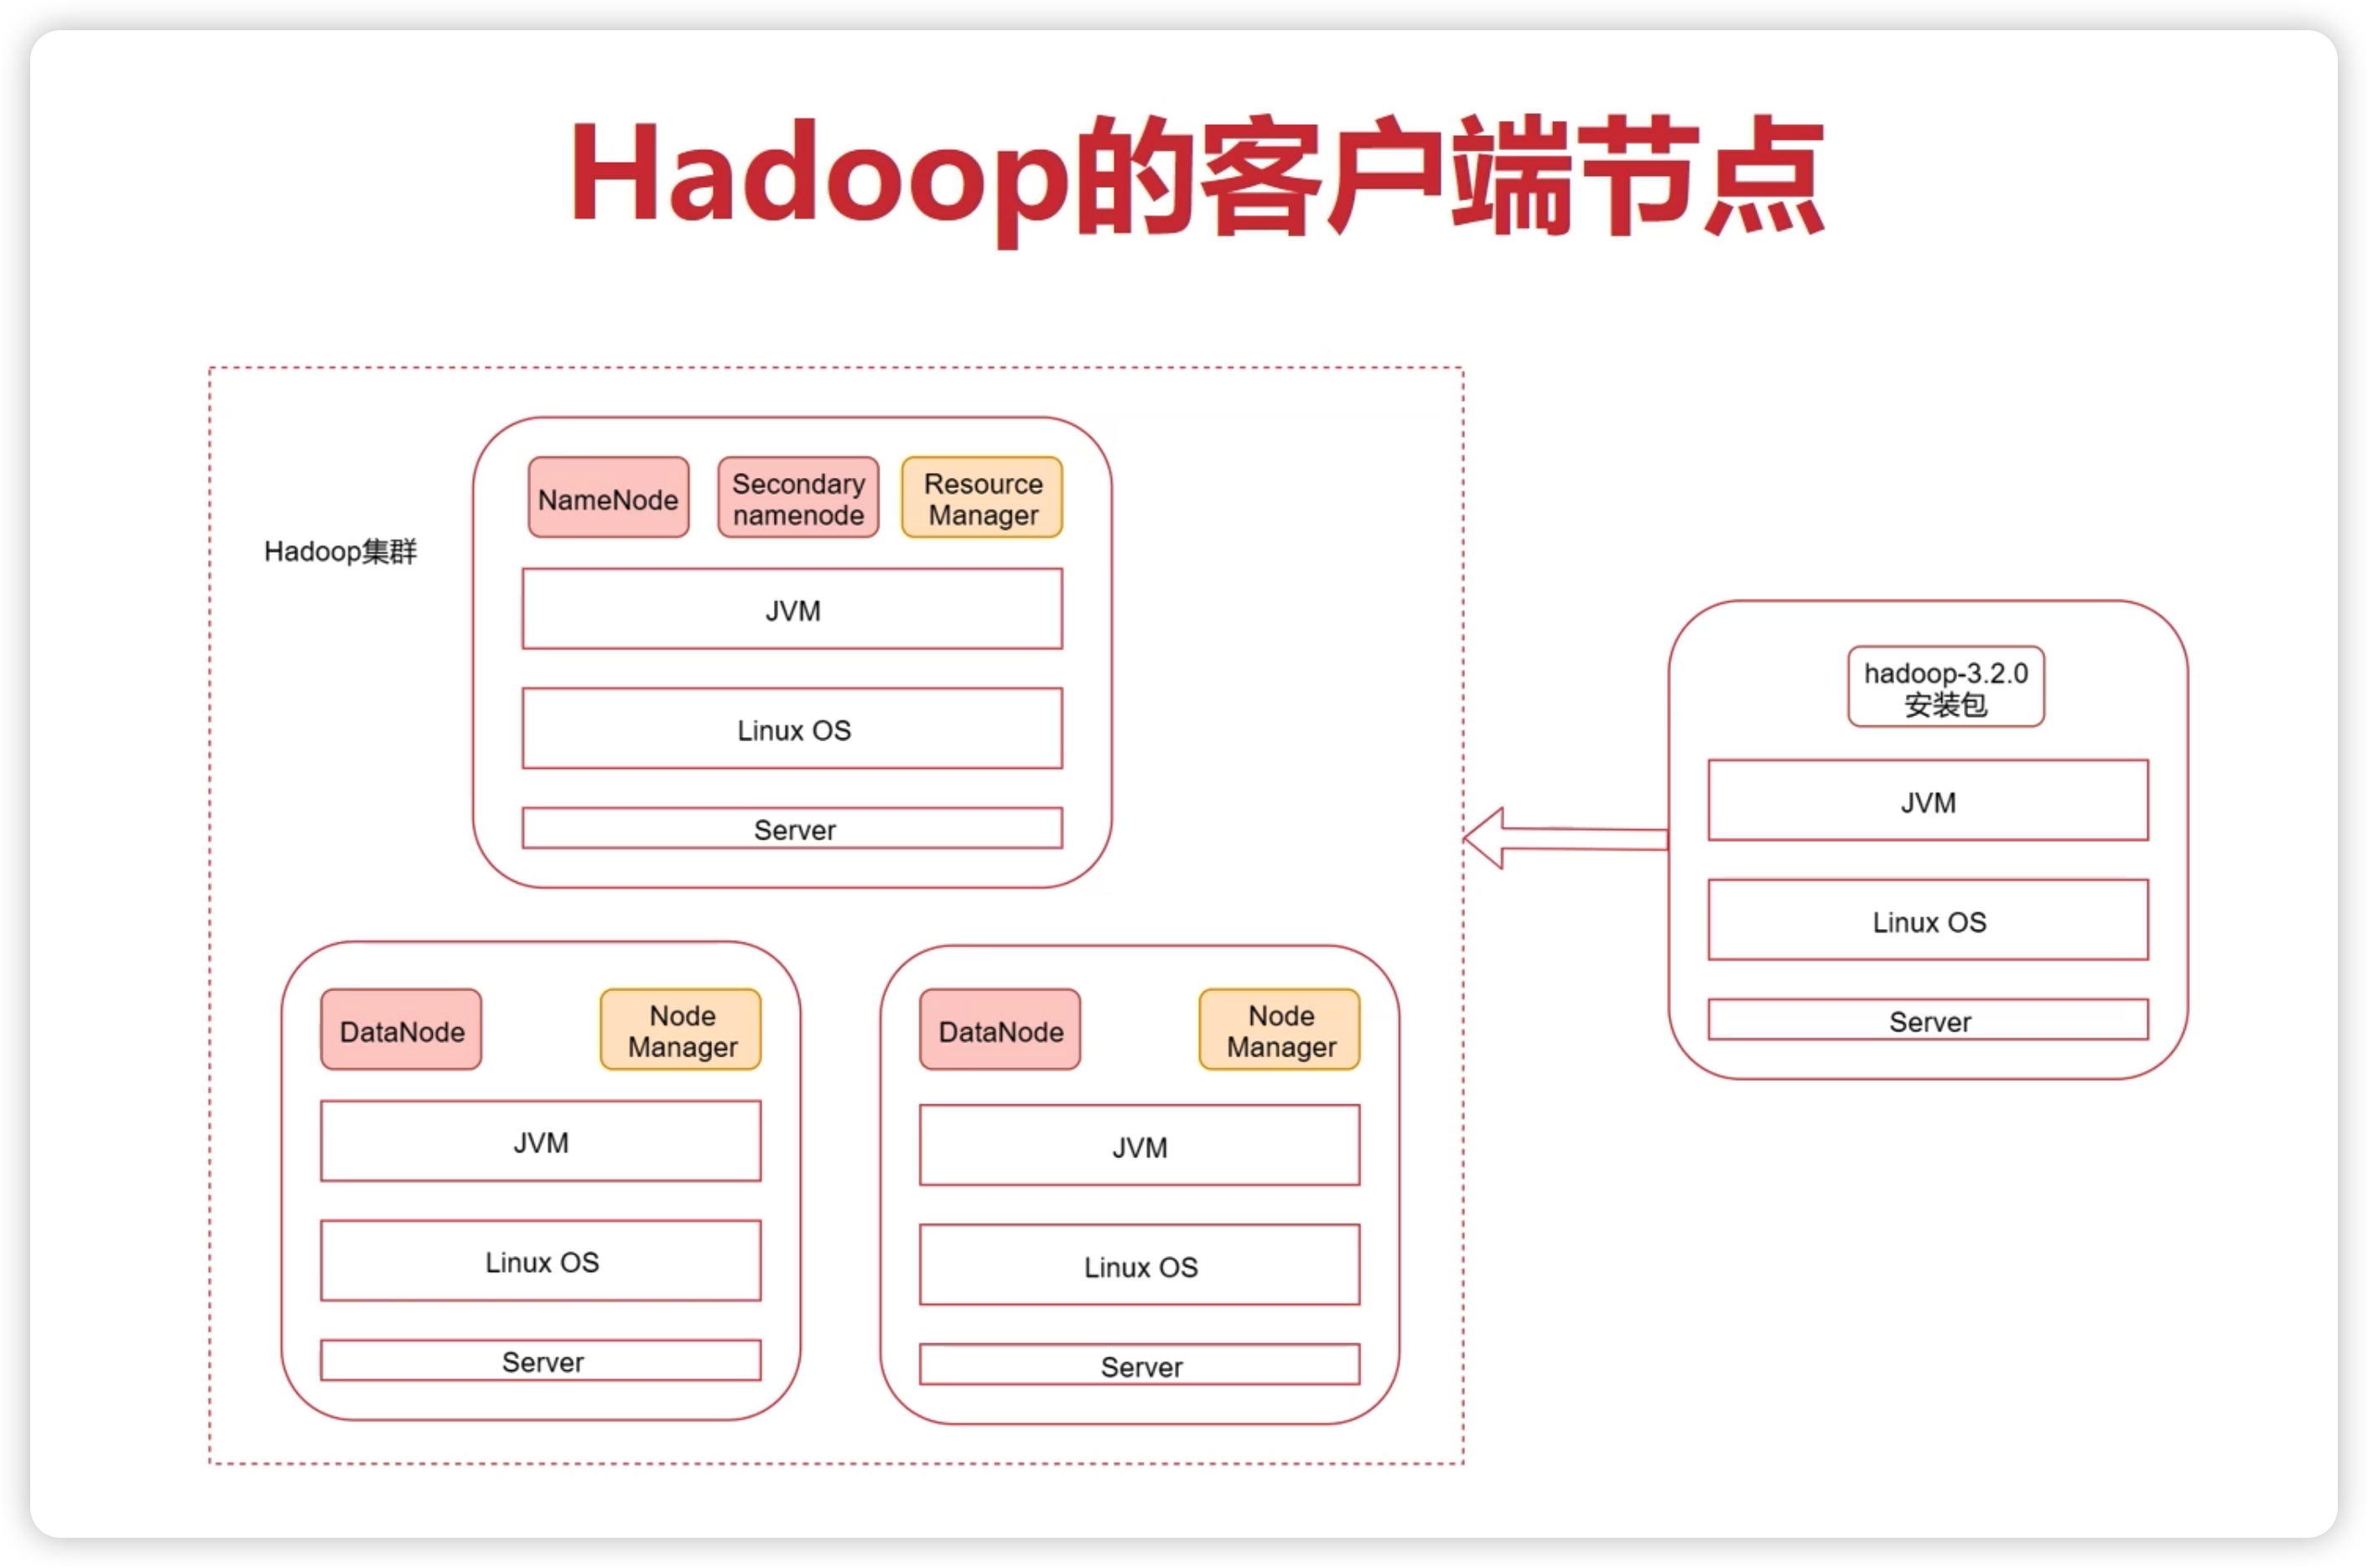 Hadoop的客户端节点
Hadoop集群
NameNode
Secondary
namenode
Resource
Manager
JVM
Linux OS
Server
DataNode
Node
Manager
JVM
Linux OS
Server
DataNode
Node
Manager
JVM
Linux OS
Server
hadoop-3.2.0
安装包
JVM
Linux OS
Server